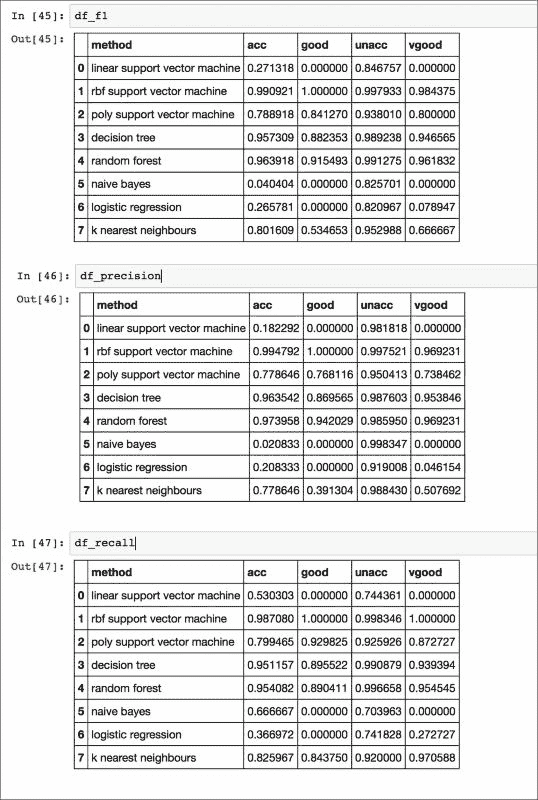 In [45]: df_f1
Out[45]:
method acc good unacc vgood
0 linear support vector machine 0.271318 0.000000 0.846757 0.000000
1 rbf support vector machine 0.990921 1.000000 0.997933 0.984375
2 poly support vector machine 0.788918 0.841270 0.938010 0.800000
3 decision tree 0.957309 0.882353 0.989238 0.946565
4 random forest 0.963918 0.915493 0.991275 0.961832
5 naive bayes 0.040404 0.000000 0.825701 0.000000
6 logistic regression 0.265781 0.000000 0.820967 0.078947
7 k nearest neighbours 0.801609 0.534653 0.952988 0.666667
In [46]: df_precision
Out[46]:
method acc good unacc vgood
0 linear support vector machine 0.182292 0.000000 0.981818 0.000000
1 rbf support vector machine 0.994792 1.000000 0.997521 0.969231
2 poly support vector machine 0.778646 0.768116 0.950413 0.738462
3 decision tree 0.963542 0.869565 0.987603 0.953846
4 random forest 0.973958 0.942029 0.985950 0.969231
5 naive bayes 0.020833 0.000000 0.998347 0.000000
6 logistic regression 0.208333 0.000000 0.919008 0.046154
7 k nearest neighbours 0.778646 0.391304 0.988430 0.507692
In [47]: df_recall
Out[47]:
method acc good unacc vgood
0 linear support vector machine 0.530303 0.000000 0.744361 0.000000
1 rbf support vector machine 0.987080 1.000000 0.998346 1.000000
2 poly support vector machine 0.799465 0.929825 0.925926 0.872727
3 decision tree 0.951157 0.895522 0.990879 0.939394
4 random forest 0.954082 0.890411 0.996658 0.954545
5 naive bayes 0.666667 0.000000 0.703963 0.000000
6 logistic regression 0.366972 0.000000 0.741828 0.272727
7 k nearest neighbours 0.825967 0.843750 0.920000 0.970588